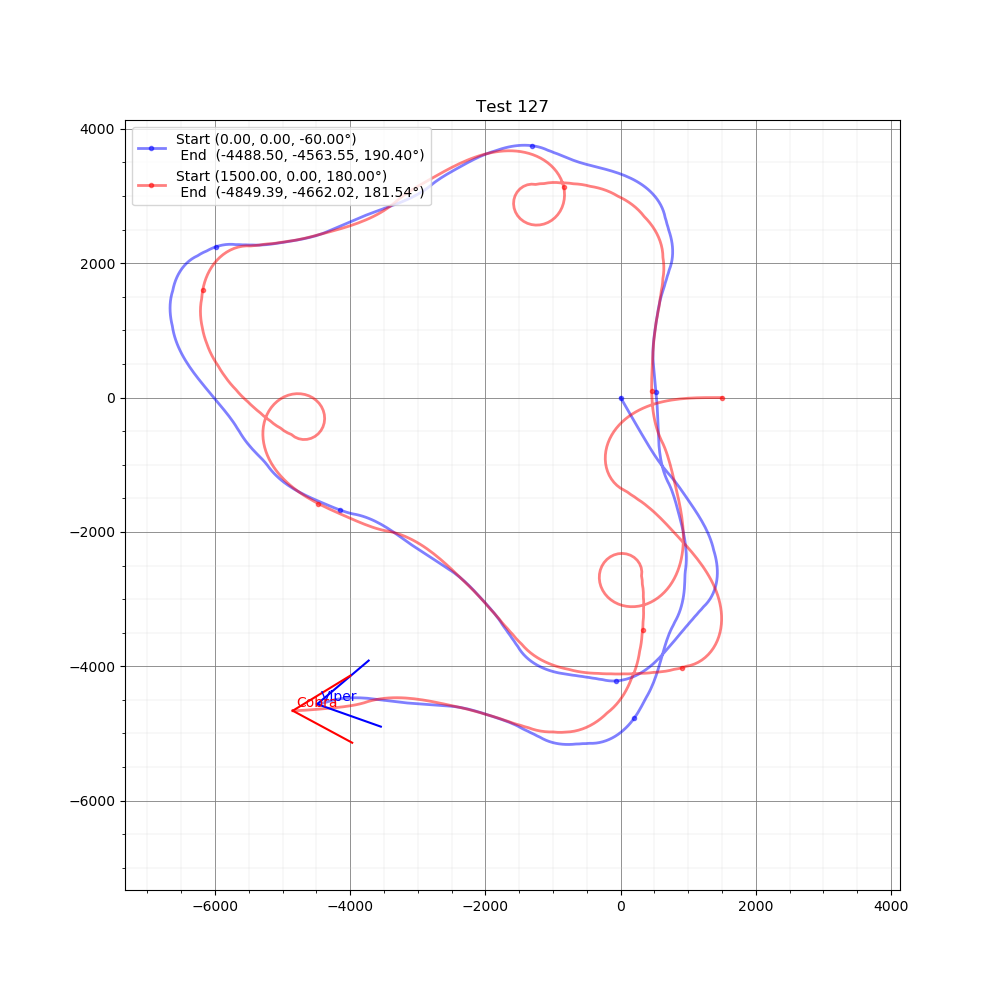 Test 127
Start (0.00, 0.00, -60.00°)
End  (-4488.50, -4563.55, 190.40°)
Start (1500.00, 0.00, 180.00°)
End  (-4849.39, -4662.02, 181.54°)
4000
2000
0
−2000
−4000
−6000
Viper
Cobra
−6000 −4000 −2000 0 2000 4000